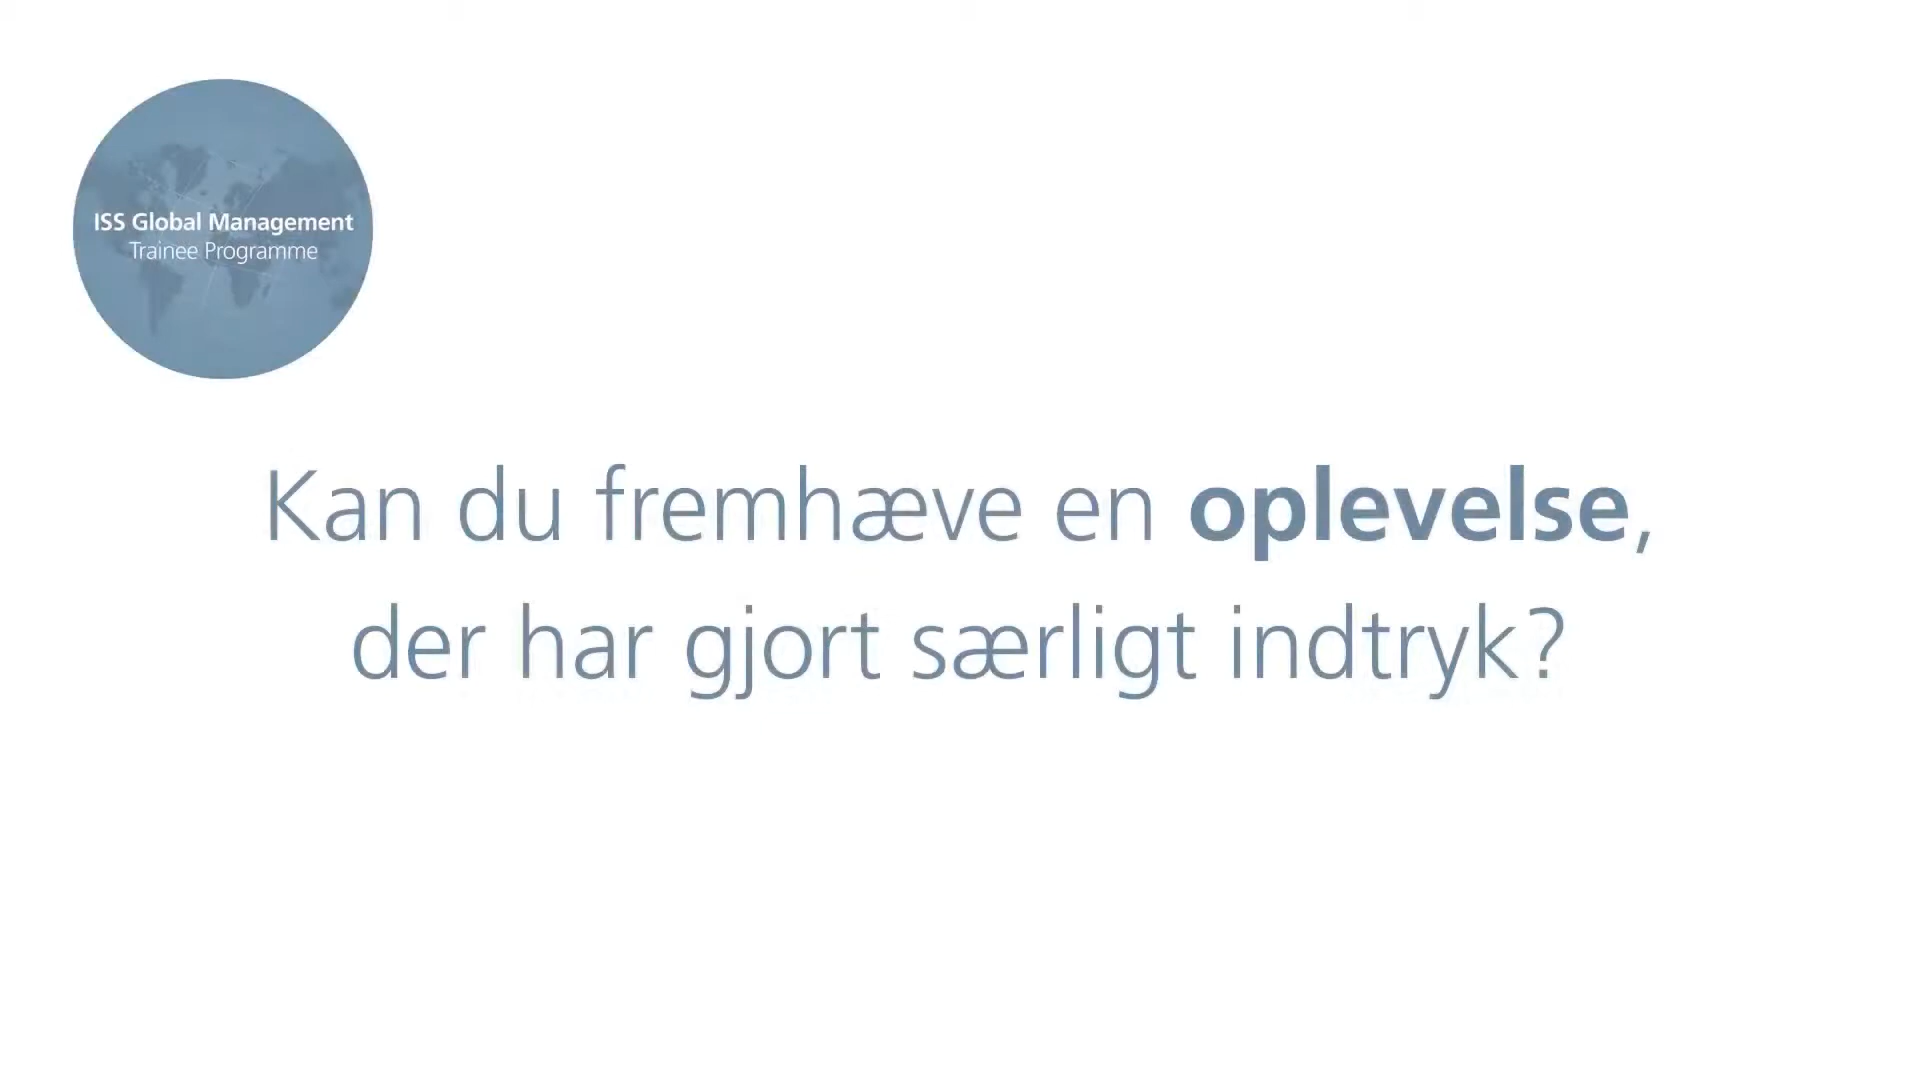 ISS Global Management
Trainee Programme
Kan du fremhæve en oplevelse,
der har gjort særligt indtryk?